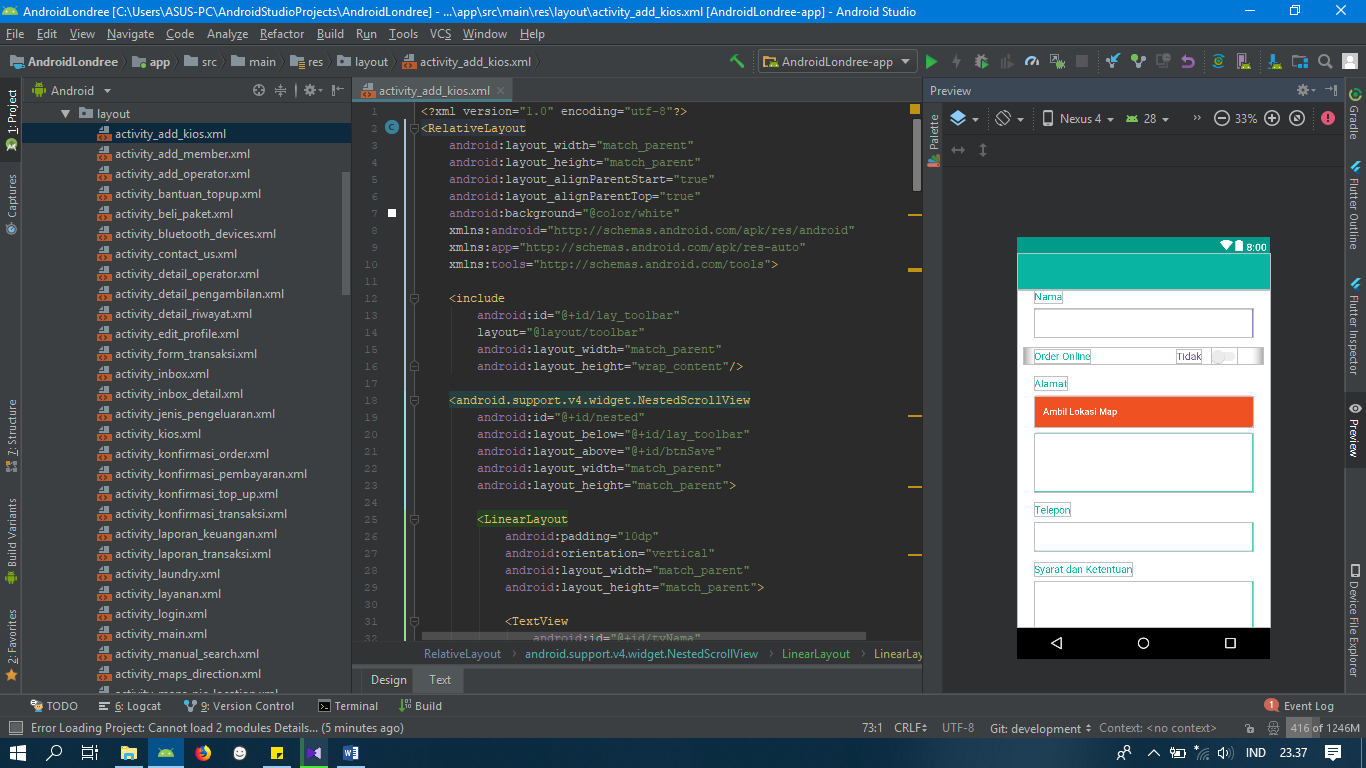 AndroidLondree [C:\Users\ASUS-PC\AndroidStudioProjects\AndroidLondree] - ...\app\src\main\res\layout\activity_add_kios.xml [AndroidLondree-app] - Android Studio
File Edit View Navigate Code Analyze Refactor Build Run Tools VCS Window Help
AndroidLondree app src main res layout activity_add_kios.xml AndroidLondree-app
Android activity_add_kios.xml Preview
1: Project
Captures
7: Structure
Build Variants
2: Favorites
layout
activity_add_kios.xml
activity_add_member.xml
activity_add_operator.xml
activity_bantuan_topup.xml
activity_beli_paket.xml
activity_bluetooth_devices.xml
activity_contact_us.xml
activity_detail_operator.xml
activity_detail_pengambilan.xml
activity_detail_riwayat.xml
activity_edit_profile.xml
activity_form_transaksi.xml
activity_inbox.xml
activity_inbox_detail.xml
activity_jenis_pengeluaran.xml
activity_kios.xml
activity_konfirmasi_order.xml
activity_konfirmasi_pembayaran.xml
activity_konfirmasi_top_up.xml
activity_konfirmasi_transaksi.xml
activity_laporan_keuangan.xml
activity_laporan_transaksi.xml
activity_laundry.xml
activity_layanan.xml
activity_login.xml
activity_main.xml
activity_manual_search.xml
activity_maps_direction.xml
1 <?xml version="1.0" encoding="utf-8"?>
2 <RelativeLayout
3 android:layout_width="match_parent"
4 android:layout_height="match_parent"
5 android:layout_alignParentStart="true"
6 android:layout_alignParentTop="true"
7 android:background="@color/white"
8 xmlns:android="http://schemas.android.com/apk/res/android"
9 xmlns:app="http://schemas.android.com/apk/res-auto"
10 xmlns:tools="http://schemas.android.com/tools">
11
12 <include
13 android:id="@+id/lay_toolbar"
14 layout="@layout/toolbar"
15 android:layout_width="match_parent"
16 android:layout_height="wrap_content"/>
17
18 <android.support.v4.widget.NestedScrollView
19 android:id="@+id/nested"
20 android:layout_below="@+id/lay_toolbar"
21 android:layout_above="@+id/btnSave"
22 android:layout_width="match_parent"
23 android:layout_height="match_parent">
24
25 <LinearLayout
26 android:padding="10dp"
27 android:orientation="vertical"
28 android:layout_width="match_parent"
29 android:layout_height="match_parent">
30
31 <TextView
32 android:id="@+id/tvNama"
RelativeLayout › android.support.v4.widget.NestedScrollView › LinearLayout › LinearLay
Design Text
Palette
Nexus 4 28 33%
8:00
Nama
Order Online Tidak
Alamat
Ambil Lokasi Map
Telepon
Syarat dan Ketentuan
Gradle
Flutter Outline
Flutter Inspector
Preview
Device File Explorer
TODO 6: Logcat 9: Version Control Terminal Build 1 Event Log
Error Loading Project: Cannot load 2 modules Details... (5 minutes ago) 73:1 CRLF UTF-8 Git: development Context: <no context> 416 of 1246M
IND 23.37